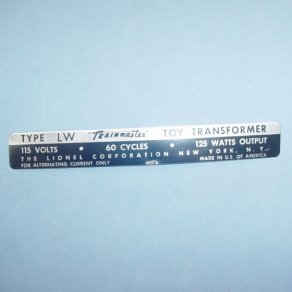 TYPE LW "Trainmaster" TOY TRANSFORMER
115 VOLTS • 60 CYCLES • 125 WATTS OUTPUT
THE LIONEL CORPORATION NEW YORK, N. Y.
FOR ALTERNATING CURRENT ONLY MADE IN U.S. OF AMERICA